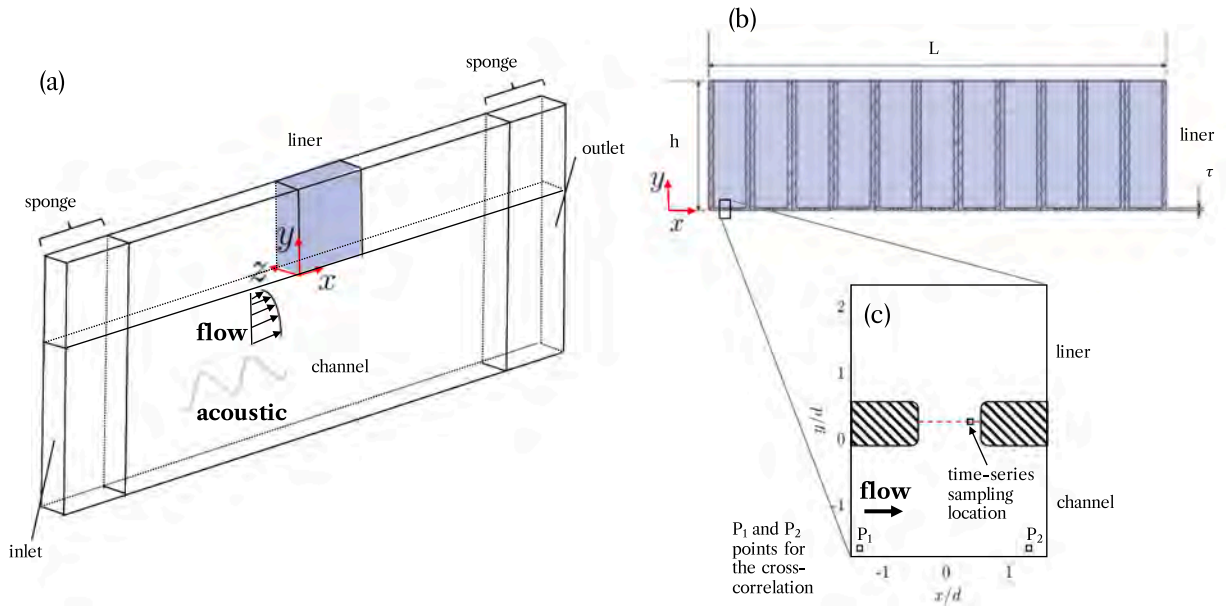 (a)
sponge
liner
sponge
outlet
y
z
x
flow
channel
acoustic
inlet
(b)
L
h
liner
τ
y
x
(c)
2
1
0
-1
y/d
liner
flow
time-series
sampling
location
channel
P1
P2
P1 and P2
points for
the cross-
correlation
-1 0 1
x/d